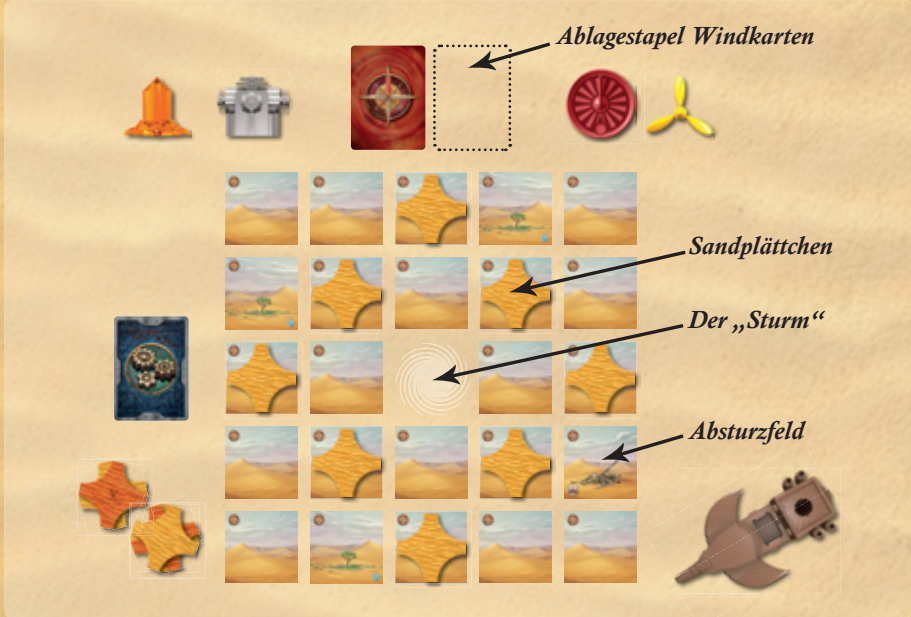 Ablagestapel Windkarten
Sandplättchen
Der „Sturm“
Absturzfeld